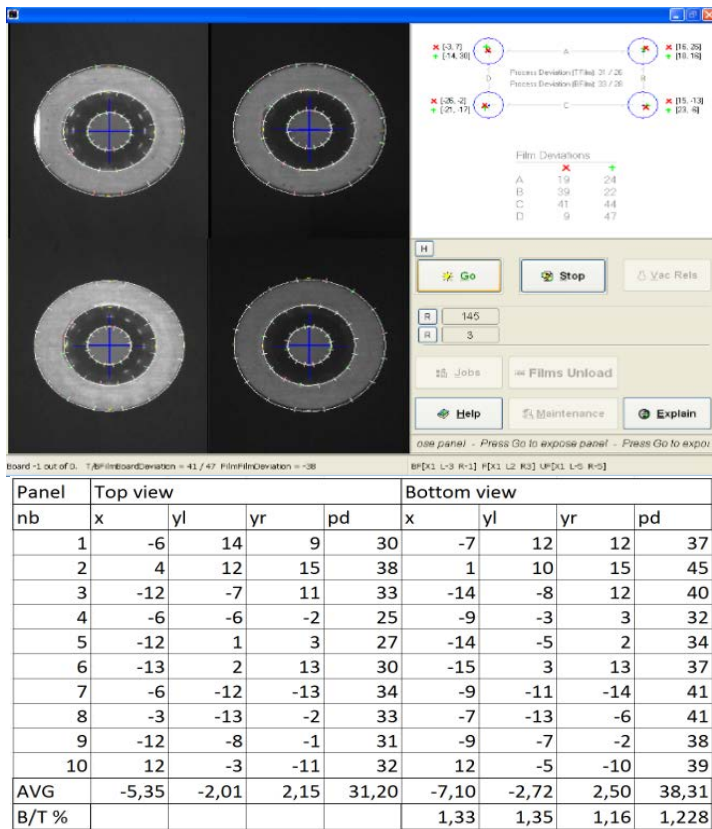 × [-3, 7]
+ [-14, 30]
A
× [16, 25]
+ [18, 16]
Process Deviation (TFilm): 31 / 26
Process Deviation (BFilm): 33 / 28
D
B
× [-26, -2]
+ [-21, -17]
C
× [15, -13]
+ [23, -6]
Film Deviations
× +
A 19 24
B 39 22
C 41 44
D 9 47
H
Go Stop Vac Rels
R 145
R 3
Jobs Films Unload
Help Maintenance Explain
ose panel - Press Go to expose panel - Press Go to expo
Board -1 out of 0. T/BFilmBoardDeviation = 41 / 47 FilmFilmDeviation = -38 BF[X1 L-3 R-1] F[X1 L2 R3] UF[X1 L-5 R-5]
Panel Top view Bottom view
nb x yl yr pd x yl yr pd
1 -6 14 9 30 -7 12 12 37
2 4 12 15 38 1 10 15 45
3 -12 -7 11 33 -14 -8 12 40
4 -6 -6 -2 25 -9 -3 3 32
5 -12 1 3 27 -14 -5 2 34
6 -13 2 13 30 -15 3 13 37
7 -6 -12 -13 34 -9 -11 -14 41
8 -3 -13 -2 33 -7 -13 -6 41
9 -12 -8 -1 31 -9 -7 -2 38
10 12 -3 -11 32 12 -5 -10 39
AVG -5,35 -2,01 2,15 31,20 -7,10 -2,72 2,50 38,31
B/T % 1,33 1,35 1,16 1,228